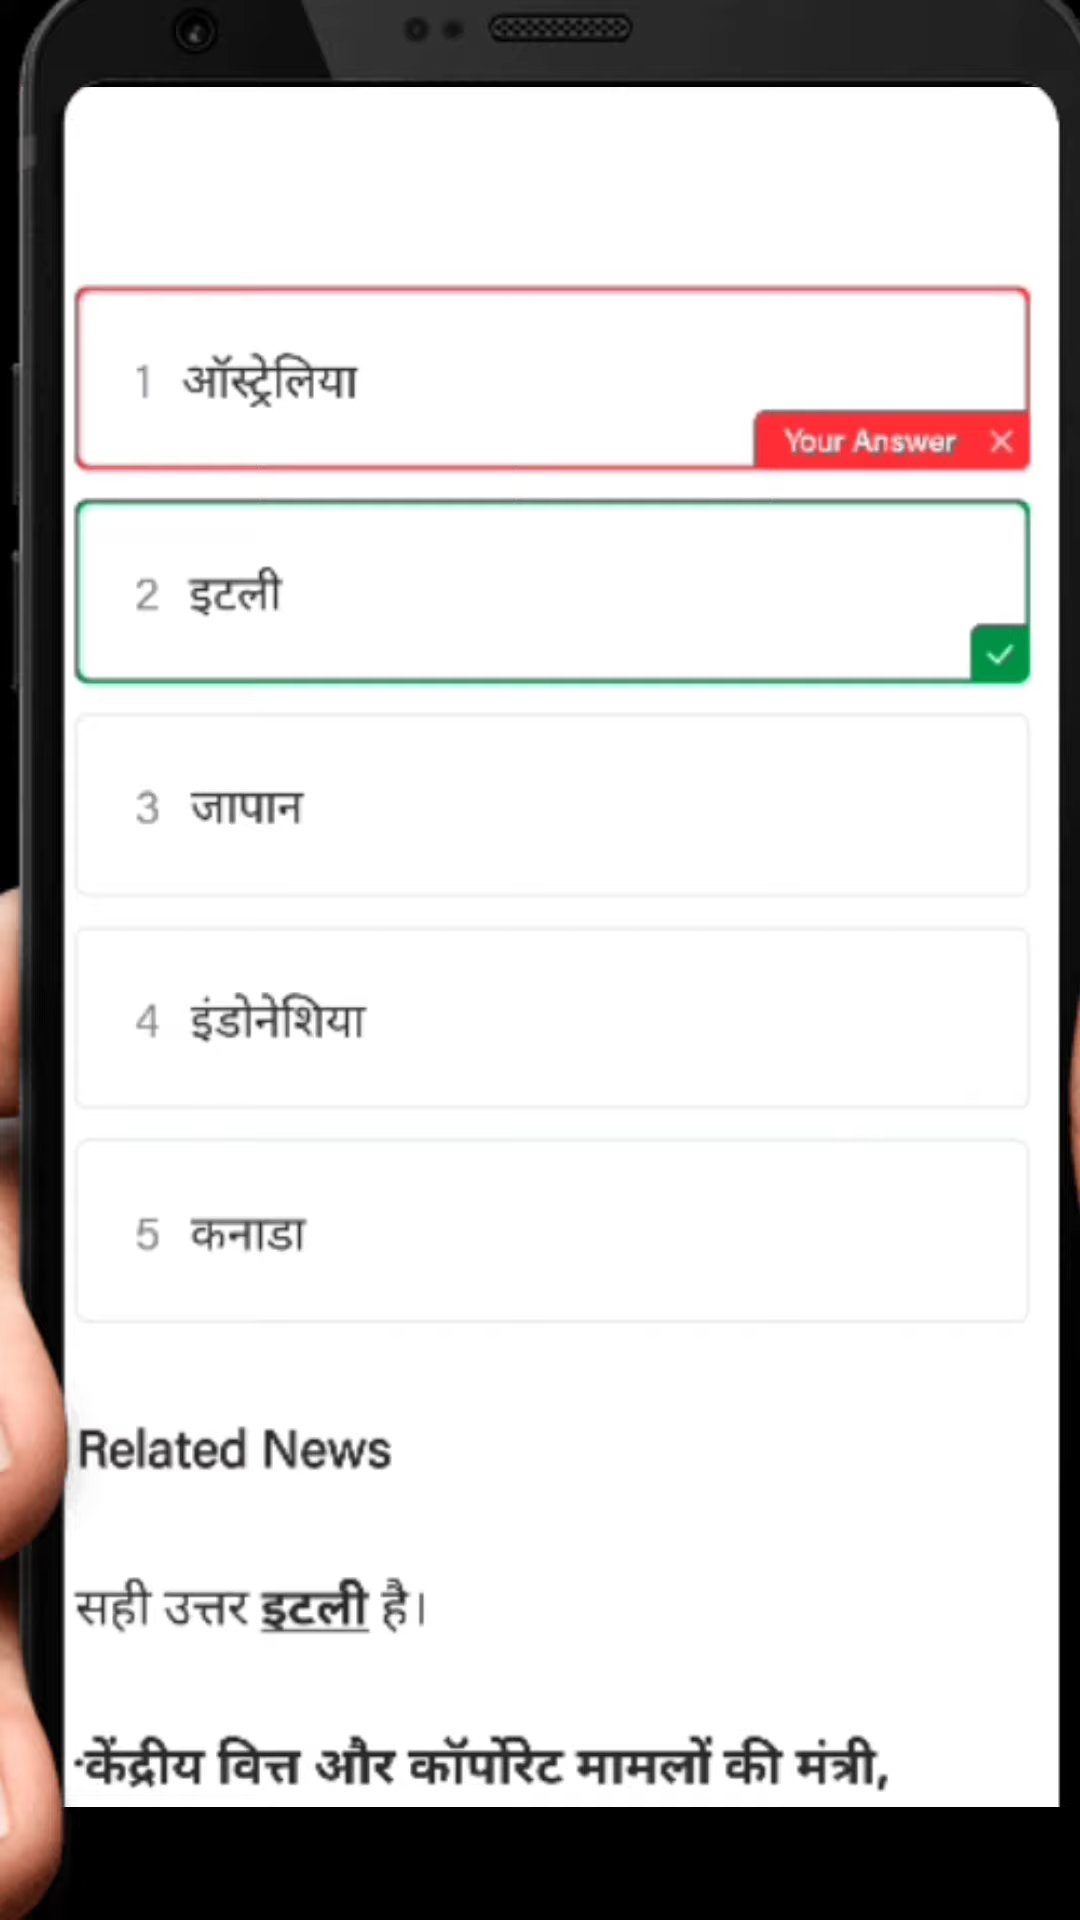 1 ऑस्ट्रेलिया
Your Answer ×
2 इटली
3 जापान
4 इंडोनेशिया
5 कनाडा
Related News
सही उत्तर इटली है।
·केंद्रीय वित्त और कॉर्पोरेट मामलों की मंत्री,